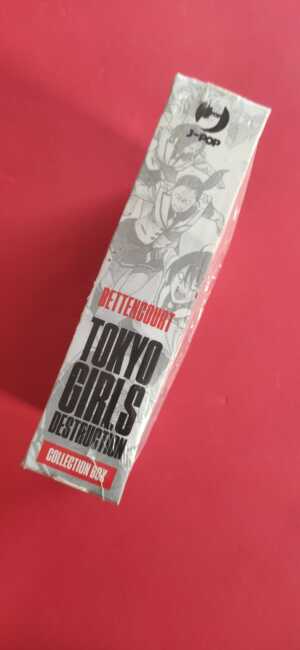 J-POP
BETTENCOURT
TOKYO
GIRLS
DESTRUCTION
COLLECTION BOX